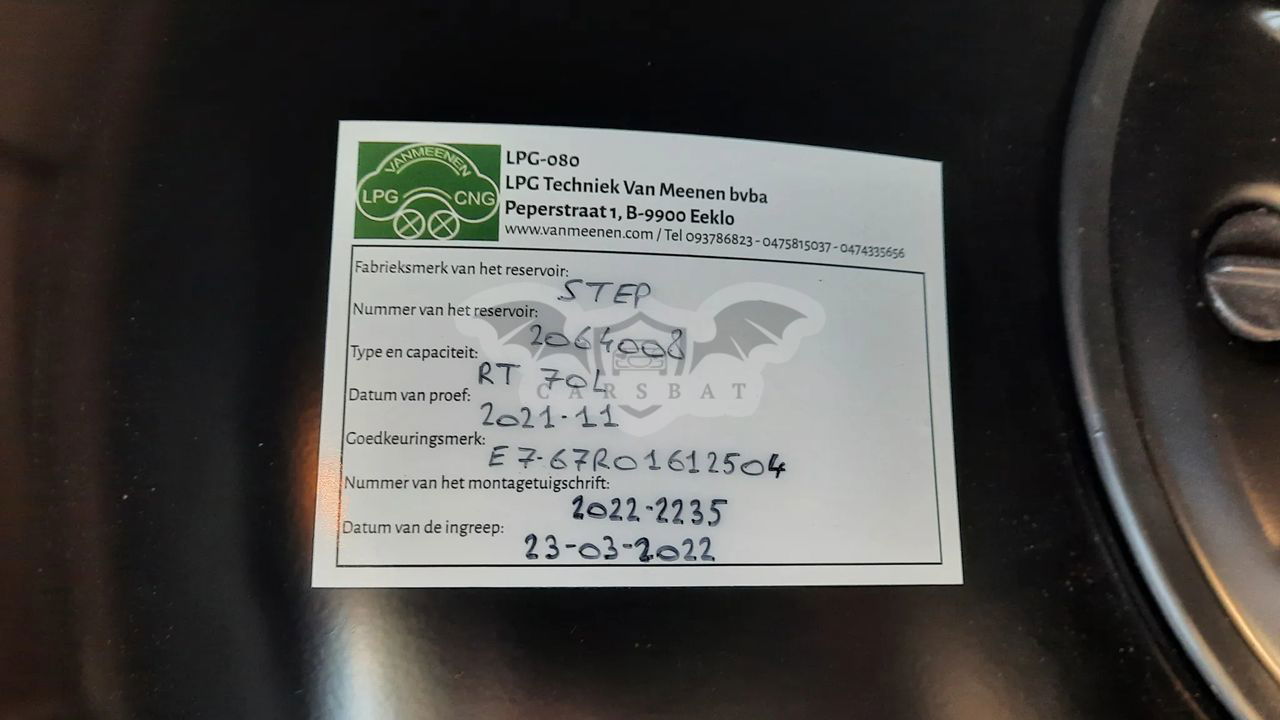 VANMEENEN
LPG CNG
LPG-080
LPG Techniek Van Meenen bvba
Peperstraat 1, B-9900 Eeklo
www.vanmeenen.com / Tel 093786823 - 0475815037 - 0474335656
Fabrieksmerk van het reservoir:
STEP
Nummer van het reservoir:
2064008
Type en capaciteit:
RT 70L
Datum van proef:
2021-11
Goedkeuringsmerk:
E7-67R01612504
Nummer van het montagetuigschrift:
2022-2235
Datum van de ingreep:
23-03-2022
CARSBAT